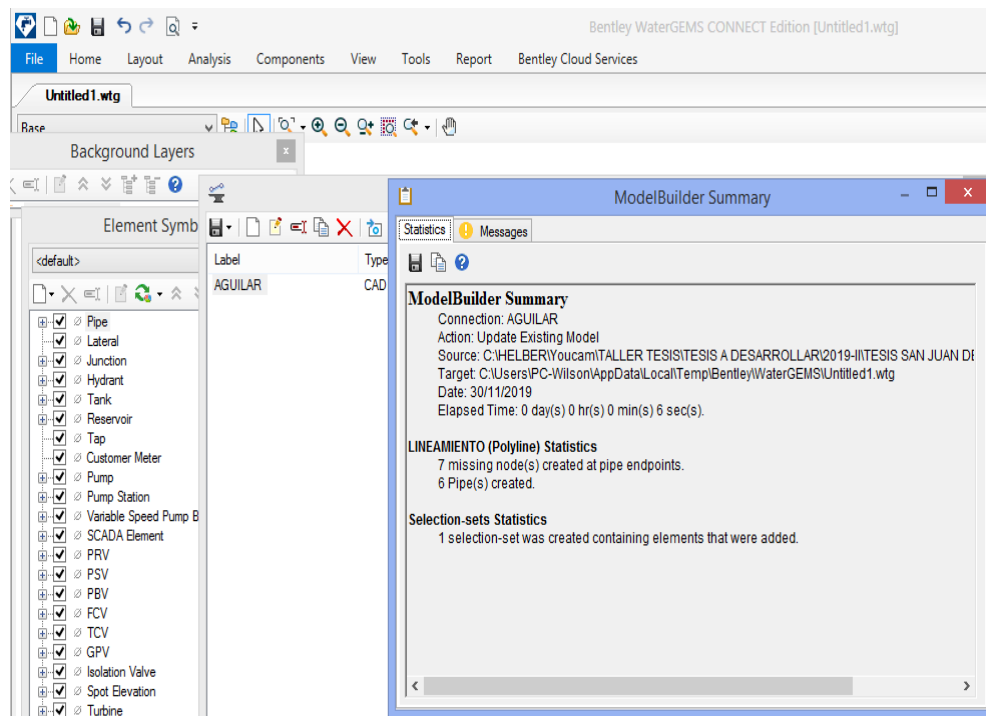 Bentley WaterGEMS CONNECT Edition [Untitled1.wtg]
File Home Layout Analysis Components View Tools Report Bentley Cloud Services
Untitled1.wtg
Base
Background Layers x
Element Symb
<default>
Pipe
Lateral
Junction
Hydrant
Tank
Reservoir
Tap
Customer Meter
Pump
Pump Station
Variable Speed Pump B
SCADA Element
PRV
PSV
PBV
FCV
TCV
GPV
Isolation Valve
Spot Elevation
Turbine
Label Type
AGUILAR CAD
ModelBuilder Summary
Statistics Messages
ModelBuilder Summary
Connection: AGUILAR
Action: Update Existing Model
Source: C:\HELBER\Youcam\TALLER TESIS\TESIS A DESARROLLAR\2019-II\TESIS SAN JUAN DE
Target: C:\Users\PC-Wilson\AppData\Local\Temp\Bentley\WaterGEMS\Untitled1.wtg
Date: 30/11/2019
Elapsed Time: 0 day(s) 0 hr(s) 0 min(s) 6 sec(s).
LINEAMIENTO (Polyline) Statistics
7 missing node(s) created at pipe endpoints.
6 Pipe(s) created.
Selection-sets Statistics
1 selection-set was created containing elements that were added.